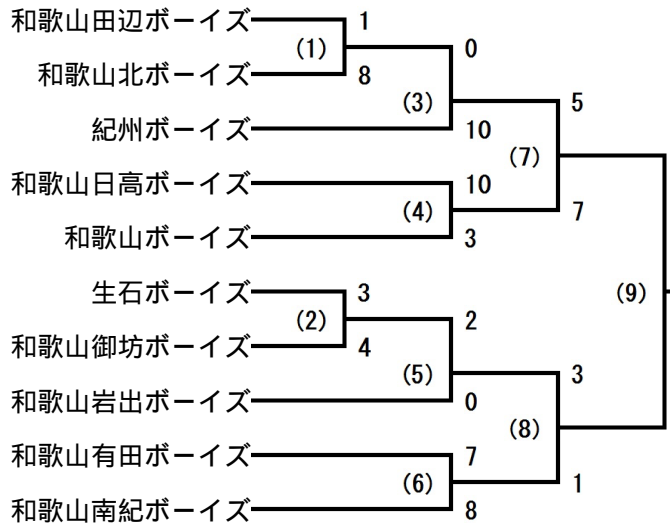 和歌山田辺ボーイズ 1
(1) 0
和歌山北ボーイズ 8
(3) 5
紀州ボーイズ 10
(7)
和歌山日高ボーイズ 10
(4) 7
和歌山ボーイズ 3
生石ボーイズ 3 (9)
(2) 2
和歌山御坊ボーイズ 4
(5) 3
和歌山岩出ボーイズ 0
(8)
和歌山有田ボーイズ 7
(6) 1
和歌山南紀ボーイズ 8